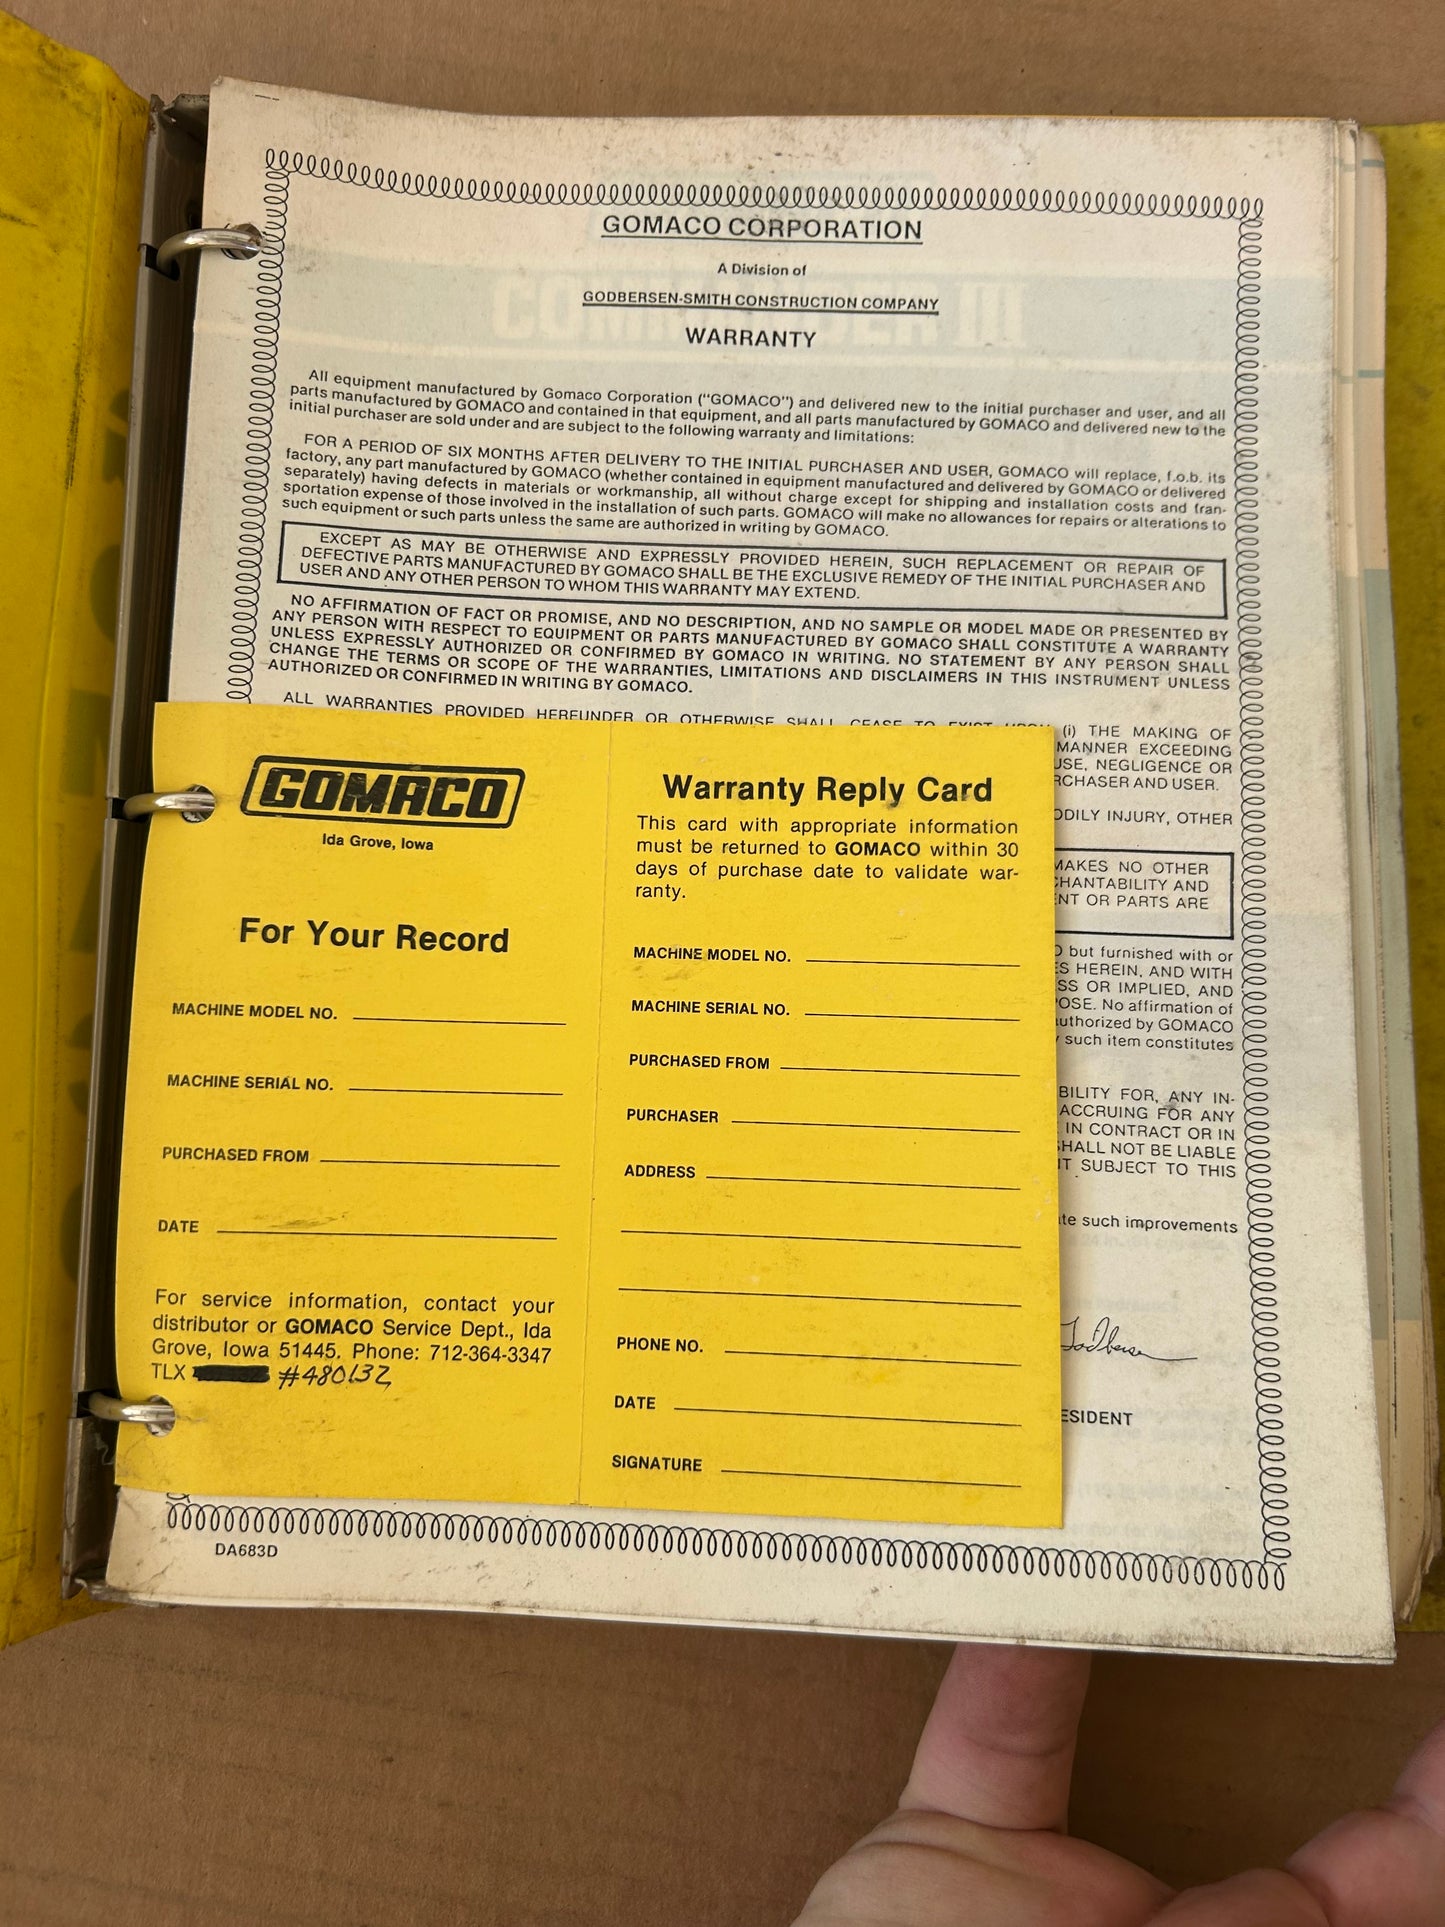 GOMACO CORPORATION
A Division of
GODBERSEN-SMITH CONSTRUCTION COMPANY
WARRANTY
All equipment manufactured by Gomaco Corporation ("GOMACO") and delivered new to the initial purchaser and user, and all
parts manufactured by GOMACO and contained in that equipment, and all parts manufactured by GOMACO and delivered new to the
initial purchaser are sold under and are subject to the following warranty and limitations:
FOR A PERIOD OF SIX MONTHS AFTER DELIVERY TO THE INITIAL PURCHASER AND USER, GOMACO will replace, f.o.b. its
factory, any part manufactured by GOMACO (whether contained in equipment manufactured and delivered by GOMACO or delivered
separately) having defects in materials or workmanship, all without charge except for shipping and installation costs and fran-
sportation expense of those involved in the installation of such parts. GOMACO will make no allowances for repairs or alterations to
such equipment or such parts unless the same are authorized in writing by GOMACO.
EXCEPT AS MAY BE OTHERWISE AND EXPRESSLY PROVIDED HEREIN, SUCH REPLACEMENT OR REPAIR OF
DEFECTIVE PARTS MANUFACTURED BY GOMACO SHALL BE THE EXCLUSIVE REMEDY OF THE INITIAL PURCHASER AND
USER AND ANY OTHER PERSON TO WHOM THIS WARRANTY MAY EXTEND.
NO AFFIRMATION OF FACT OR PROMISE, AND NO DESCRIPTION, AND NO SAMPLE OR MODEL MADE OR PRESENTED BY
ANY PERSON WITH RESPECT TO EQUIPMENT OR PARTS MANUFACTURED BY GOMACO SHALL CONSTITUTE A WARRANTY
UNLESS EXPRESSLY AUTHORIZED OR CONFIRMED BY GOMACO IN WRITING. NO STATEMENT BY ANY PERSON SHALL
CHANGE THE TERMS OR SCOPE OF THE WARRANTIES, LIMITATIONS AND DISCLAIMERS IN THIS INSTRUMENT UNLESS
AUTHORIZED OR CONFIRMED IN WRITING BY GOMACO.
ALL WARRANTIES PROVIDED HEREUNDER OR OTHERWISE SHALL CEASE TO EXIST UPON (i) THE MAKING OF
MANNER EXCEEDING
USE, NEGLIGENCE OR
RCHASER AND USER.
ODILY INJURY, OTHER
MAKES NO OTHER
CHANTABILITY AND
ENT OR PARTS ARE
O but furnished with or
ES HEREIN, AND WITH
SS OR IMPLIED, AND
POSE. No affirmation of
uthorized by GOMACO
y such item constitutes
BILITY FOR, ANY IN-
ACCRUING FOR ANY
IN CONTRACT OR IN
SHALL NOT BE LIABLE
IT SUBJECT TO THIS
te such improvements
ESIDENT
DA683D
GOMACO
Ida Grove, Iowa
For Your Record
MACHINE MODEL NO.
MACHINE SERIAL NO.
PURCHASED FROM
DATE
For service information, contact your
distributor or GOMACO Service Dept., Ida
Grove, Iowa 51445. Phone: 712-364-3347
TLX #480132
Warranty Reply Card
This card with appropriate information
must be returned to GOMACO within 30
days of purchase date to validate war-
ranty.
MACHINE MODEL NO.
MACHINE SERIAL NO.
PURCHASED FROM
PURCHASER
ADDRESS
PHONE NO.
DATE
SIGNATURE